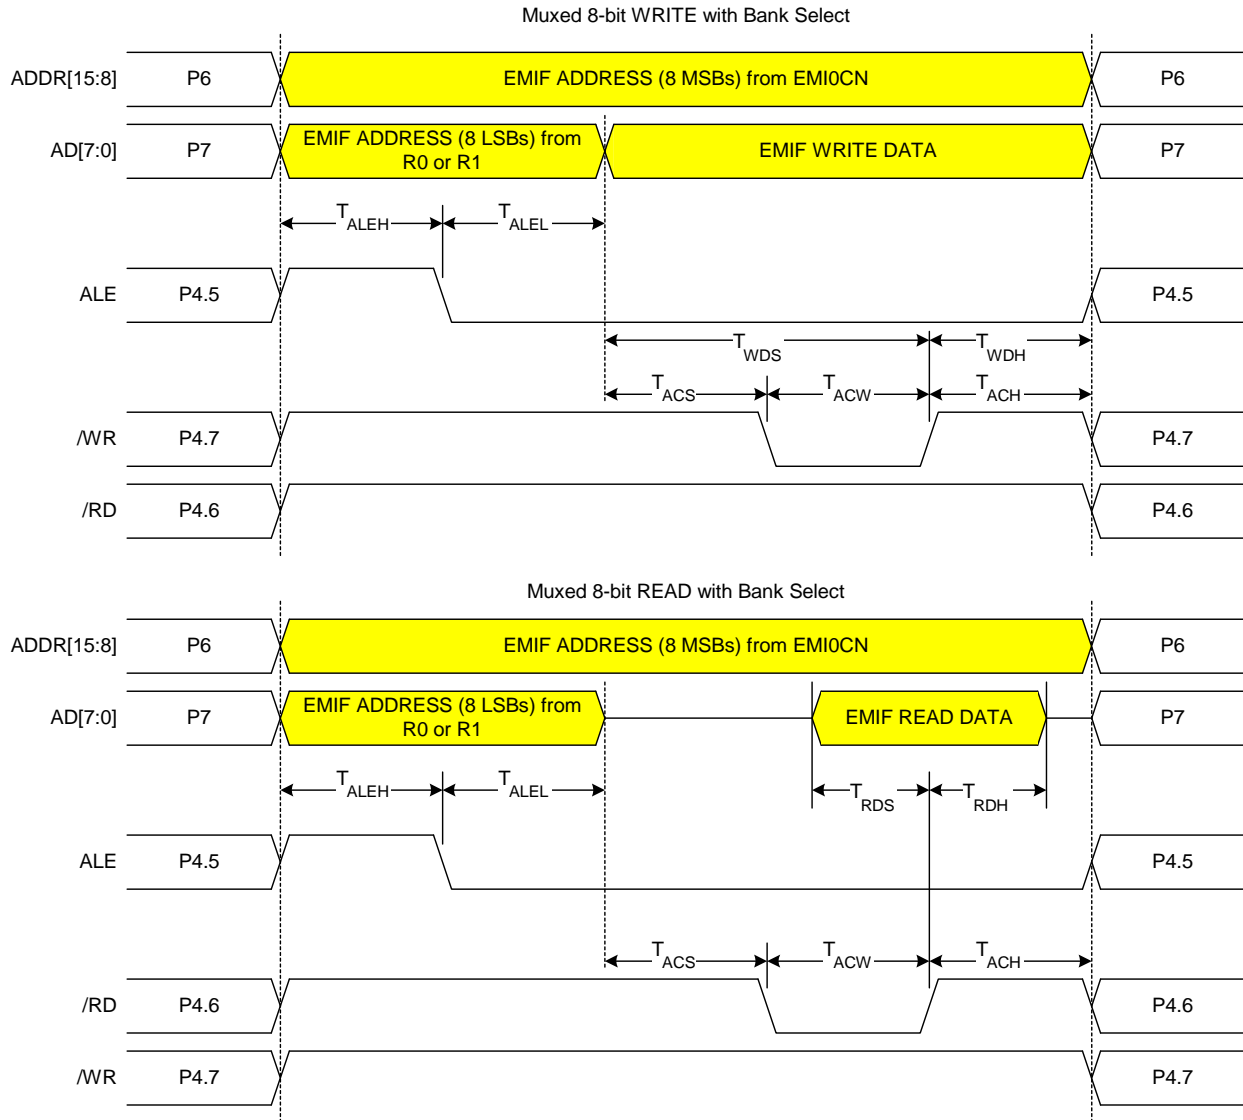 Muxed 8-bit WRITE with Bank Select
ADDR[15:8] P6 EMIF ADDRESS (8 MSBs) from EMI0CN P6
AD[7:0] P7 EMIF ADDRESS (8 LSBs) from
R0 or R1 EMIF WRITE DATA P7
TALEH TALEL
ALE P4.5 P4.5
TWDS TWDH
TACS TACW TACH
/WR P4.7 P4.7
/RD P4.6 P4.6
Muxed 8-bit READ with Bank Select
ADDR[15:8] P6 EMIF ADDRESS (8 MSBs) from EMI0CN P6
AD[7:0] P7 EMIF ADDRESS (8 LSBs) from
R0 or R1 EMIF READ DATA P7
TALEH TALEL TRDS TRDH
ALE P4.5 P4.5
TACS TACW TACH
/RD P4.6 P4.6
/WR P4.7 P4.7